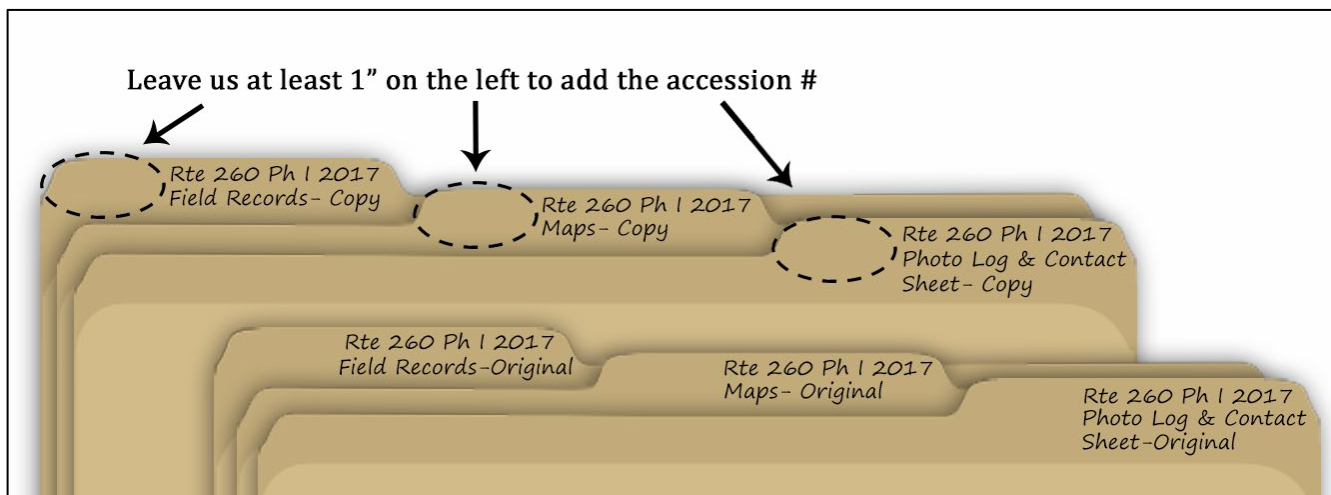 Leave us at least 1” on the left to add the accession #
Rte 260 Ph I 2017
Field Records- Copy
Rte 260 Ph I 2017
Maps- Copy
Rte 260 Ph I 2017
Photo Log & Contact
Sheet- Copy
Rte 260 Ph I 2017
Field Records-Original
Rte 260 Ph I 2017
Maps- Original
Rte 260 Ph I 2017
Photo Log & Contact
Sheet-Original